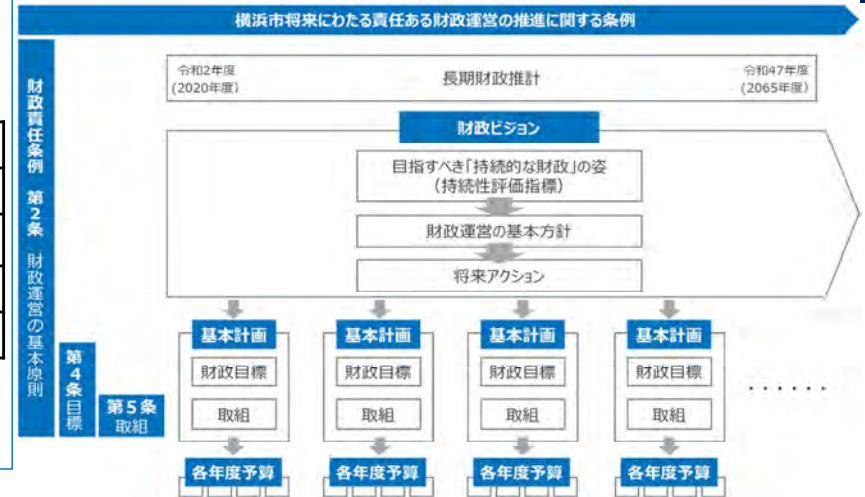 横浜市将来にわたる責任ある財政運営の推進に関する条例
財政責任条例 第2条 財政運営の基本原則
令和2年度
(2020年度)
長期財政推計
令和47年度
(2065年度)
財政ビジョン
目指すべき「持続的な財政」の姿
(持続性評価指標)
財政運営の基本方針
将来アクション
第4条 目標
第5条
取組
基本計画
基本計画
基本計画
基本計画
財政目標
財政目標
財政目標
財政目標
取組
取組
取組
取組
・・・・・・
各年度予算
各年度予算
各年度予算
各年度予算